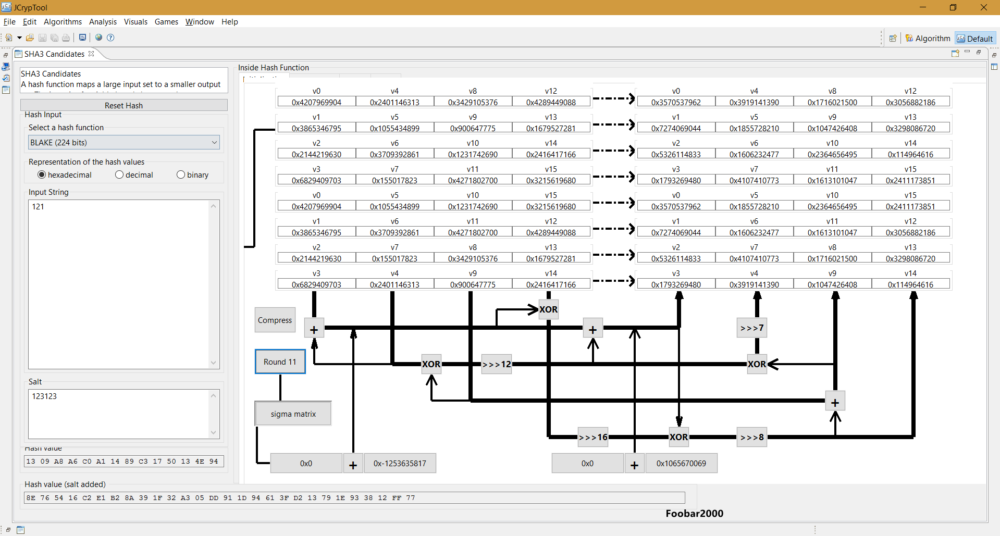 JCrypTool
File Edit Algorithms Analysis Visuals Games Window Help
Algorithm Default
SHA3 Candidates
SHA3 Candidates
A hash function maps a large input set to a smaller output
Reset Hash
Hash Input
Select a hash function
BLAKE (224 bits)
Representation of the hash values
hexadecimal decimal binary
Input String
121
Salt
123123
Hash value
13 09 A8 A6 C0 A1 14 89 C3 17 50 13 4E 94
Hash value (salt added)
8E 76 54 16 C2 E1 B2 8A 39 1F 32 A3 05 DD 91 1D 94 61 3F D2 13 79 1E 93 38 12 FF 77
Inside Hash Function
v0 v4 v8 v12 v0 v4 v8 v12
0x4207969904 0x2401146313 0x3429105376 0x4289449088 0x3570537962 0x3919141390 0x1716021500 0x3056882186
v1 v5 v9 v13 v1 v5 v9 v13
0x3865346795 0x1055434899 0x900647775 0x1679527281 0x7274069044 0x1855728210 0x1047426408 0x3298086720
v2 v6 v10 v14 v2 v6 v10 v14
0x2144219630 0x3709392861 0x1231742690 0x2416417166 0x5326114833 0x1606232477 0x2364656495 0x114964616
v3 v7 v11 v15 v3 v7 v11 v15
0x6829409703 0x155017823 0x4271802700 0x3215619680 0x1793269480 0x4107410773 0x1613101047 0x2411173851
v0 v5 v10 v15 v0 v5 v10 v15
0x4207969904 0x1055434899 0x1231742690 0x3215619680 0x3570537962 0x1855728210 0x2364656495 0x2411173851
v1 v6 v11 v12 v1 v6 v11 v12
0x3865346795 0x3709392861 0x4271802700 0x4289449088 0x7274069044 0x1606232477 0x1613101047 0x3056882186
v2 v7 v8 v13 v2 v7 v8 v13
0x2144219630 0x155017823 0x3429105376 0x1679527281 0x5326114833 0x4107410773 0x1716021500 0x3298086720
v3 v4 v9 v14 v3 v4 v9 v14
0x6829409703 0x2401146313 0x900647775 0x2416417166 0x1793269480 0x3919141390 0x1047426408 0x114964616
XOR
Compress
+ + >>>7
Round 11
XOR >>>12 XOR
+
sigma matrix
>>>16 XOR >>>8
0x0 + 0x-1253635817 0x0 + 0x1065670069
Foobar2000